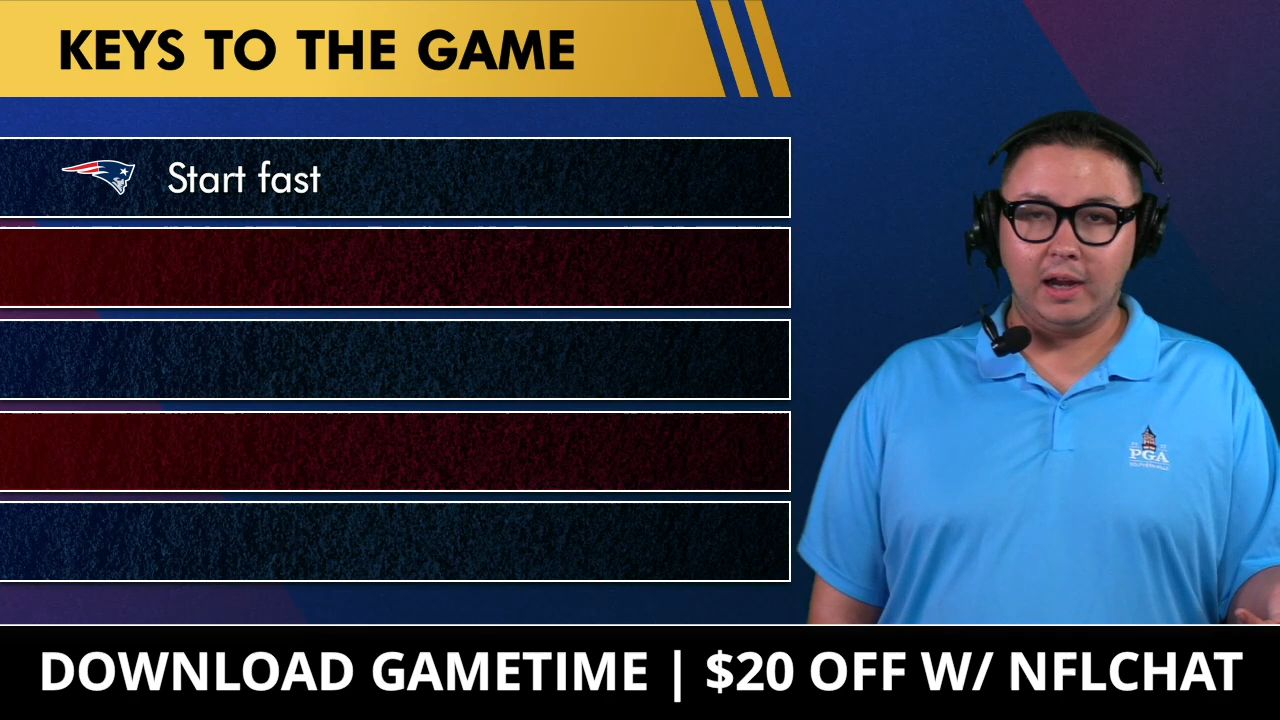 KEYS TO THE GAME
Start fast
PGA
DOWNLOAD GAMETIME | $20 OFF W/ NFLCHAT